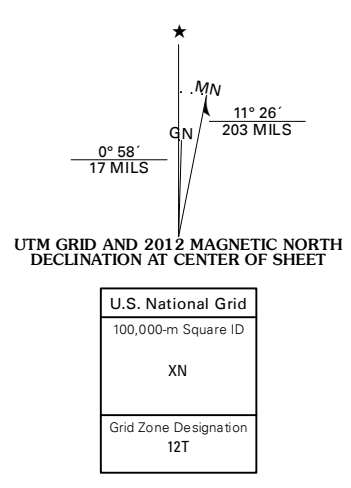 ★
MN
11° 26´
203 MILS
GN
0° 58´
17 MILS
UTM GRID AND 2012 MAGNETIC NORTH
DECLINATION AT CENTER OF SHEET
U.S. National Grid
100,000-m Square ID
XN
Grid Zone Designation
12T